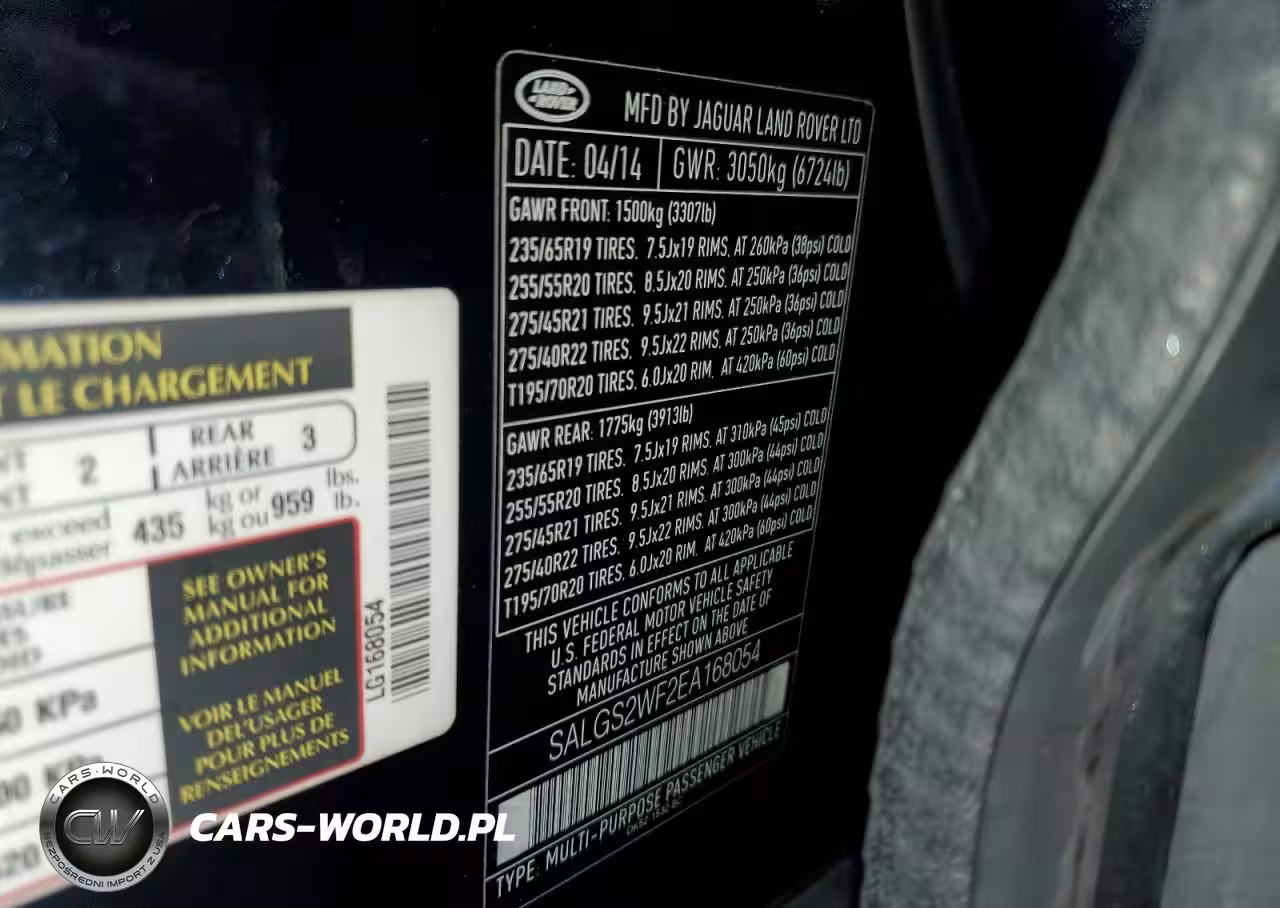 LAND
ROVER
MFD BY JAGUAR LAND ROVER LTD
DATE: 04/14
GWR: 3050kg (6724lb)
GAWR FRONT: 1500kg (3307lb)
235/65R19 TIRES. 7.5Jx19 RIMS. AT 260kPa (38psi) COLD
255/55R20 TIRES. 8.5Jx20 RIMS. AT 250kPa (36psi) COLD
275/45R21 TIRES. 9.5Jx21 RIMS. AT 250kPa (36psi) COLD
275/40R22 TIRES. 9.5Jx22 RIMS. AT 250kPa (36psi) COLD
T195/70R20 TIRES. 6.0Jx20 RIM. AT 420kPa (60psi) COLD
GAWR REAR: 1775kg (3913lb)
235/65R19 TIRES. 7.5Jx19 RIMS. AT 310kPa (45psi) COLD
255/55R20 TIRES. 8.5Jx20 RIMS. AT 300kPa (44psi) COLD
275/45R21 TIRES. 9.5Jx21 RIMS. AT 300kPa (44psi) COLD
275/40R22 TIRES. 9.5Jx22 RIMS. AT 300kPa (44psi) COLD
T195/70R20 TIRES. 6.0Jx20 RIM. AT 420kPa (60psi) COLD
THIS VEHICLE CONFORMS TO ALL APPLICABLE
U.S. FEDERAL MOTOR VEHICLE SAFETY
STANDARDS IN EFFECT ON THE DATE OF
MANUFACTURE SHOWN ABOVE
SALGS2WF2EA168054
TYPE: MULTI-PURPOSE PASSENGER VEHICLE
MATION
T LE CHARGEMENT
NT 2 REAR 3
NT ARRIÈRE
exceed 435 kg or 959 lbs.
dépasser kg ou lb.
SEE OWNER'S
MANUAL FOR
ADDITIONAL
INFORMATION
VOIR LE MANUEL
DE L'USAGER
POUR PLUS DE
RENSEIGNEMENTS
KPa
LG168054
CARS-WORLD
CW
BEZPOŚREDNI IMPORT Z USA
CARS-WORLD.PL